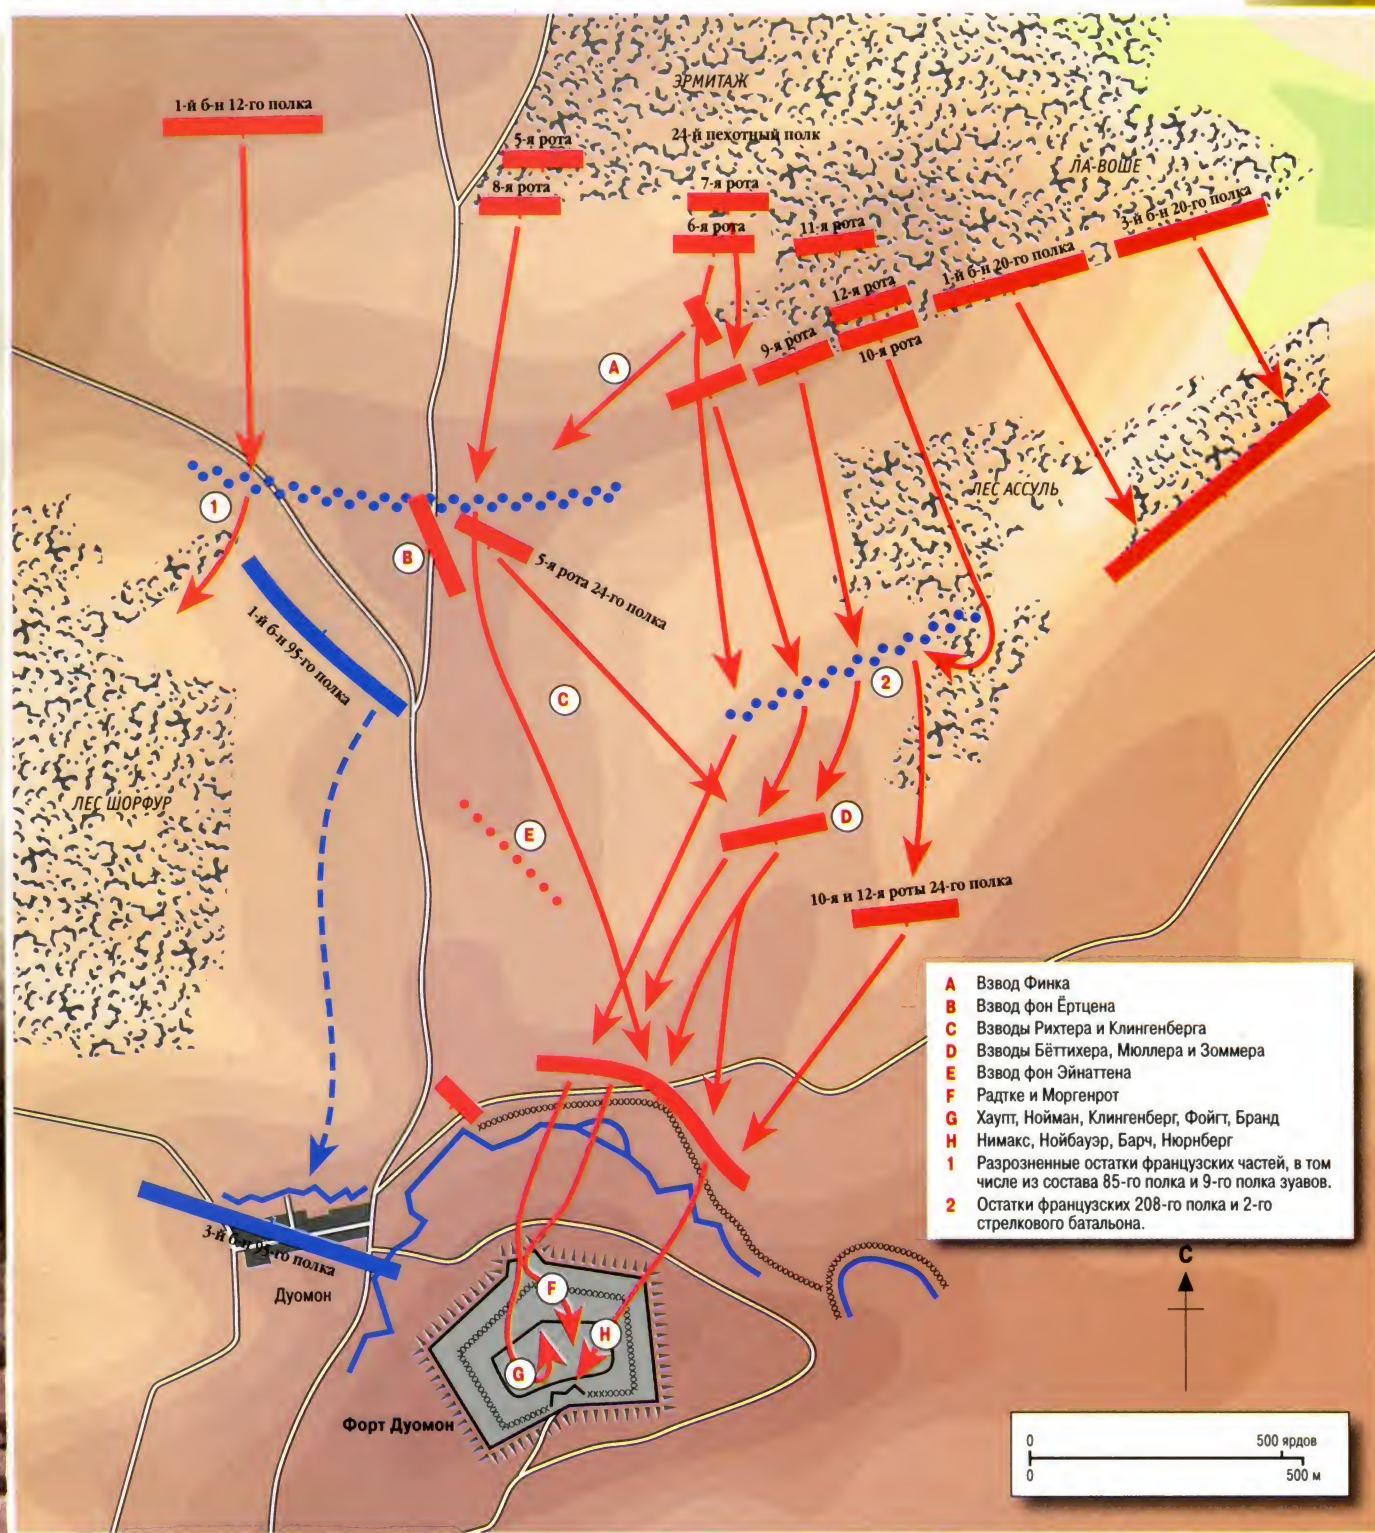 ЭРМИТАЖ
1-й б-н 12-го полка
5-я рота
24-й пехотный полк
ЛА-ВОШЕ
8-я рота
7-я рота
6-я рота
11-я рота
3-й б-н 20-го полка
1-й б-н 20-го полка
12-я рота
9-я рота
10-я рота
A
ЛЕС АССУЛЬ
1
B
5-я рота 24-го полка
1-й б-н 95-го полка
C
2
ЛЕС ШОРФУР
E
D
10-я и 12-я роты 24-го полка
A Взвод Финка
B Взвод фон Ёртцена
C Взводы Рихтера и Клингенберга
D Взводы Бёттихера, Мюллера и Зоммера
E Взвод фон Эйнаттена
F Радтке и Моргенрот
G Хаупт, Нойман, Клингенберг, Фойгт, Бранд
H Нимакс, Нойбауэр, Барч, Нюрнберг
1 Разрозненные остатки французских частей, в том
числе из состава 85-го полка и 9-го полка зуавов.
2 Остатки французских 208-го полка и 2-го
стрелкового батальона.
3-й б-н 95-го полка
Дуомон
С
F
H
G
Форт Дуомон
0 500 ярдов
0 500 м